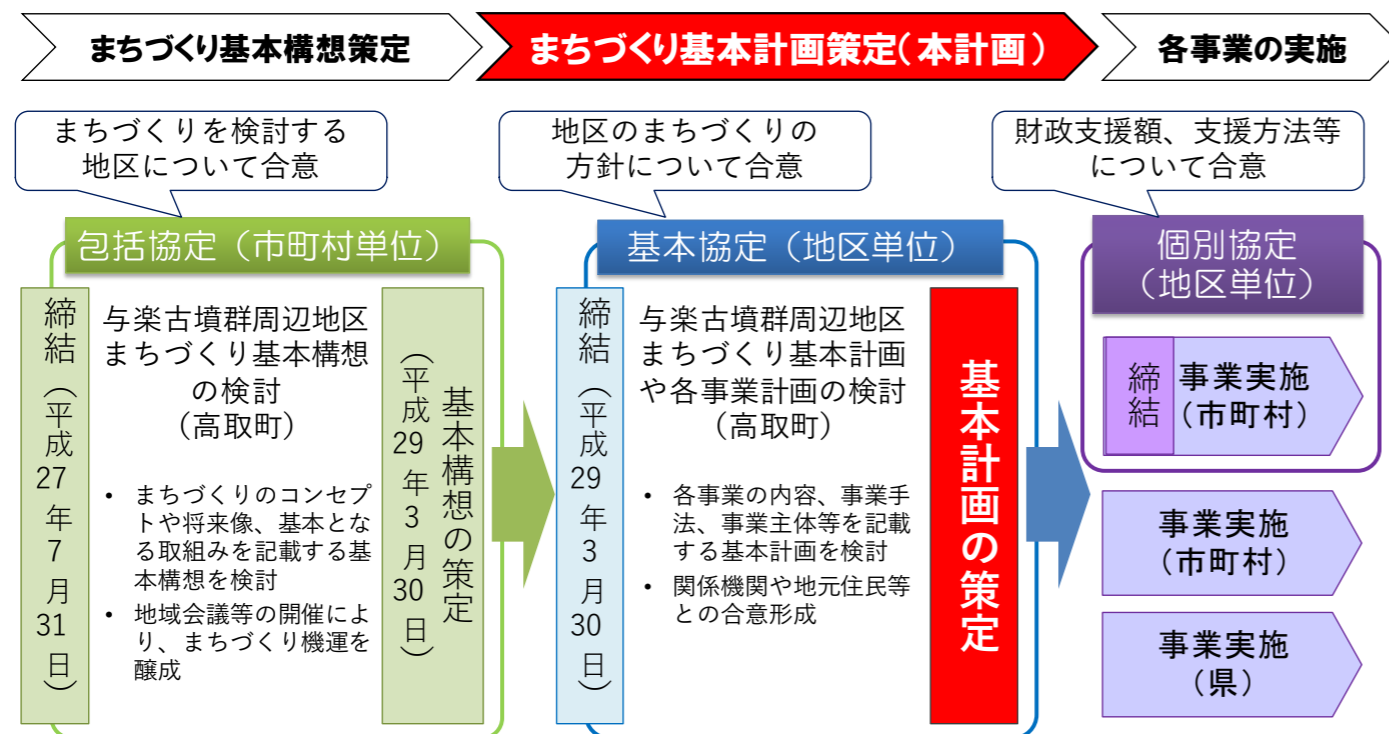 まちづくり基本構想策定
まちづくり基本計画策定(本計画)
各事業の実施
まちづくりを検討する
地区について合意
地区のまちづくりの
方針について合意
財政支援額、支援方法等
について合意
包括協定（市町村単位）
締結（平成27年7月31日）
与楽古墳群周辺地区
まちづくり基本構想
の検討
（高取町）
• まちづくりのコンセプ
トや将来像、基本とな
る取組みを記載する基
本構想を検討
• 地域会議等の開催によ
り、まちづくり機運を
醸成
基本構想の策定
（平成29年3月30日）
基本協定（地区単位）
締結（平成29年3月30日）
与楽古墳群周辺地区
まちづくり基本計画
や各事業計画の検討
（高取町）
• 各事業の内容、事業手
法、事業主体等を記載
する基本計画を検討
• 関係機関や地元住民等
との合意形成
基本計画の策定
個別協定
（地区単位）
締結
事業実施
（市町村）
事業実施
（市町村）
事業実施
（県）